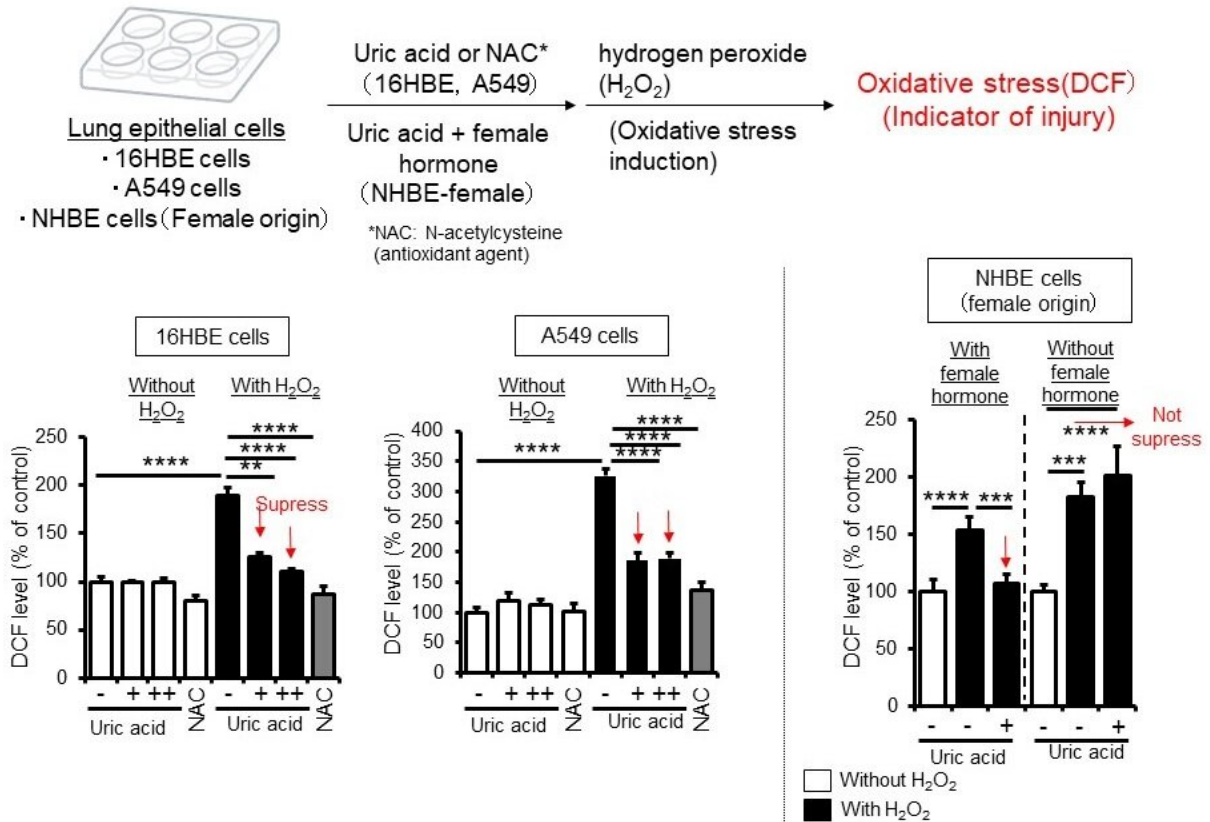 Lung epithelial cells
・16HBE cells
・A549 cells
・NHBE cells(Female origin)
Uric acid or NAC*
(16HBE, A549)
Uric acid + female
hormone
(NHBE-female)
*NAC: N-acetylcysteine
(antioxidant agent)
hydrogen peroxide
(H₂O₂)
(Oxidative stress
induction)
Oxidative stress(DCF)
(Indicator of injury)
16HBE cells
Without
H₂O₂
With H₂O₂
DCF level (% of control)
250
200
150
100
50
0
****
****
****
**
Supress
- + ++ NAC - + ++ NAC
Uric acid
Uric acid
A549 cells
Without
H₂O₂
With H₂O₂
DCF level (% of control)
400
350
300
250
200
150
100
50
0
****
****
****
****
- + ++ NAC - + ++ NAC
Uric acid
Uric acid
NHBE cells
(female origin)
With
female
hormone
Without
female
hormone
Not
supress
DCF level (% of control)
250
200
150
100
50
0
**** ***
****
***
- - + - - +
Uric acid
Uric acid
Without H₂O₂
With H₂O₂